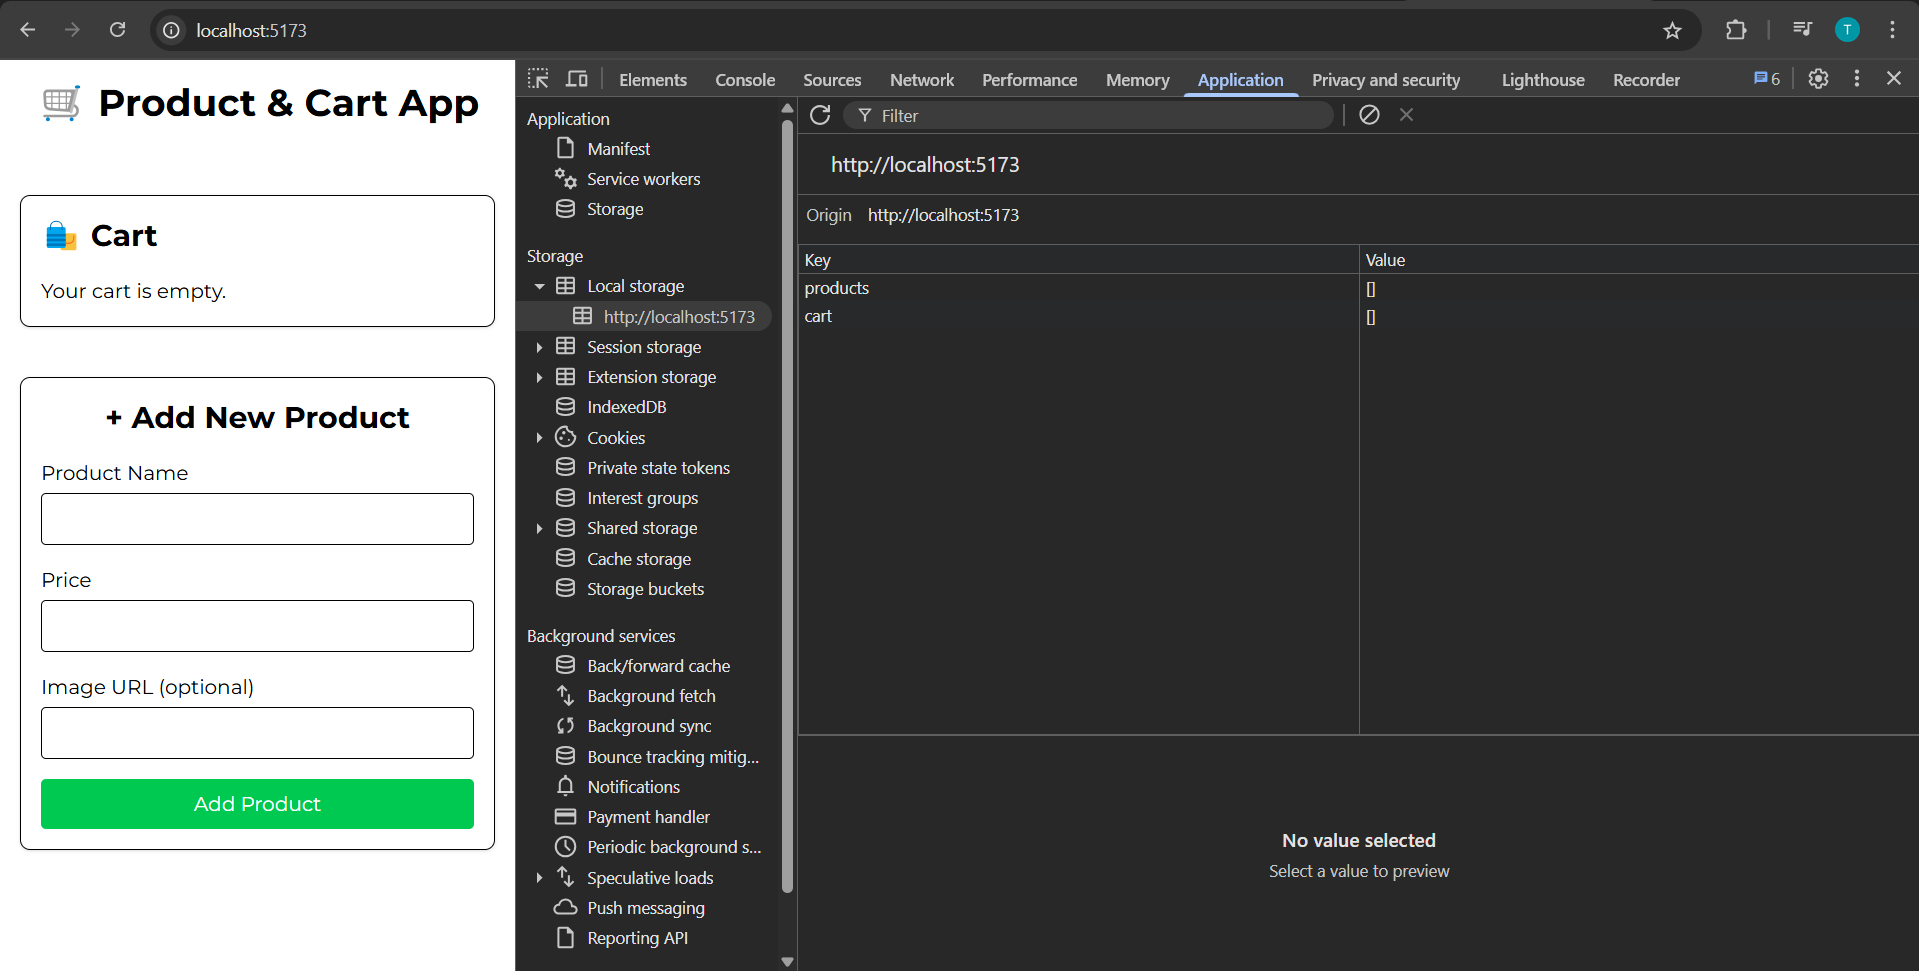 localhost:5173
T
Product & Cart App
Cart
Your cart is empty.
+ Add New Product
Product Name
Price
Image URL (optional)
Add Product
Elements Console Sources Network Performance Memory Application Privacy and security Lighthouse Recorder 6
Application
Manifest
Service workers
Storage
Storage
Local storage
http://localhost:5173
Session storage
Extension storage
IndexedDB
Cookies
Private state tokens
Interest groups
Shared storage
Cache storage
Storage buckets
Background services
Back/forward cache
Background fetch
Background sync
Bounce tracking mitig...
Notifications
Payment handler
Periodic background s...
Speculative loads
Push messaging
Reporting API
Filter
http://localhost:5173
Origin http://localhost:5173
Key Value
products []
cart []
No value selected
Select a value to preview